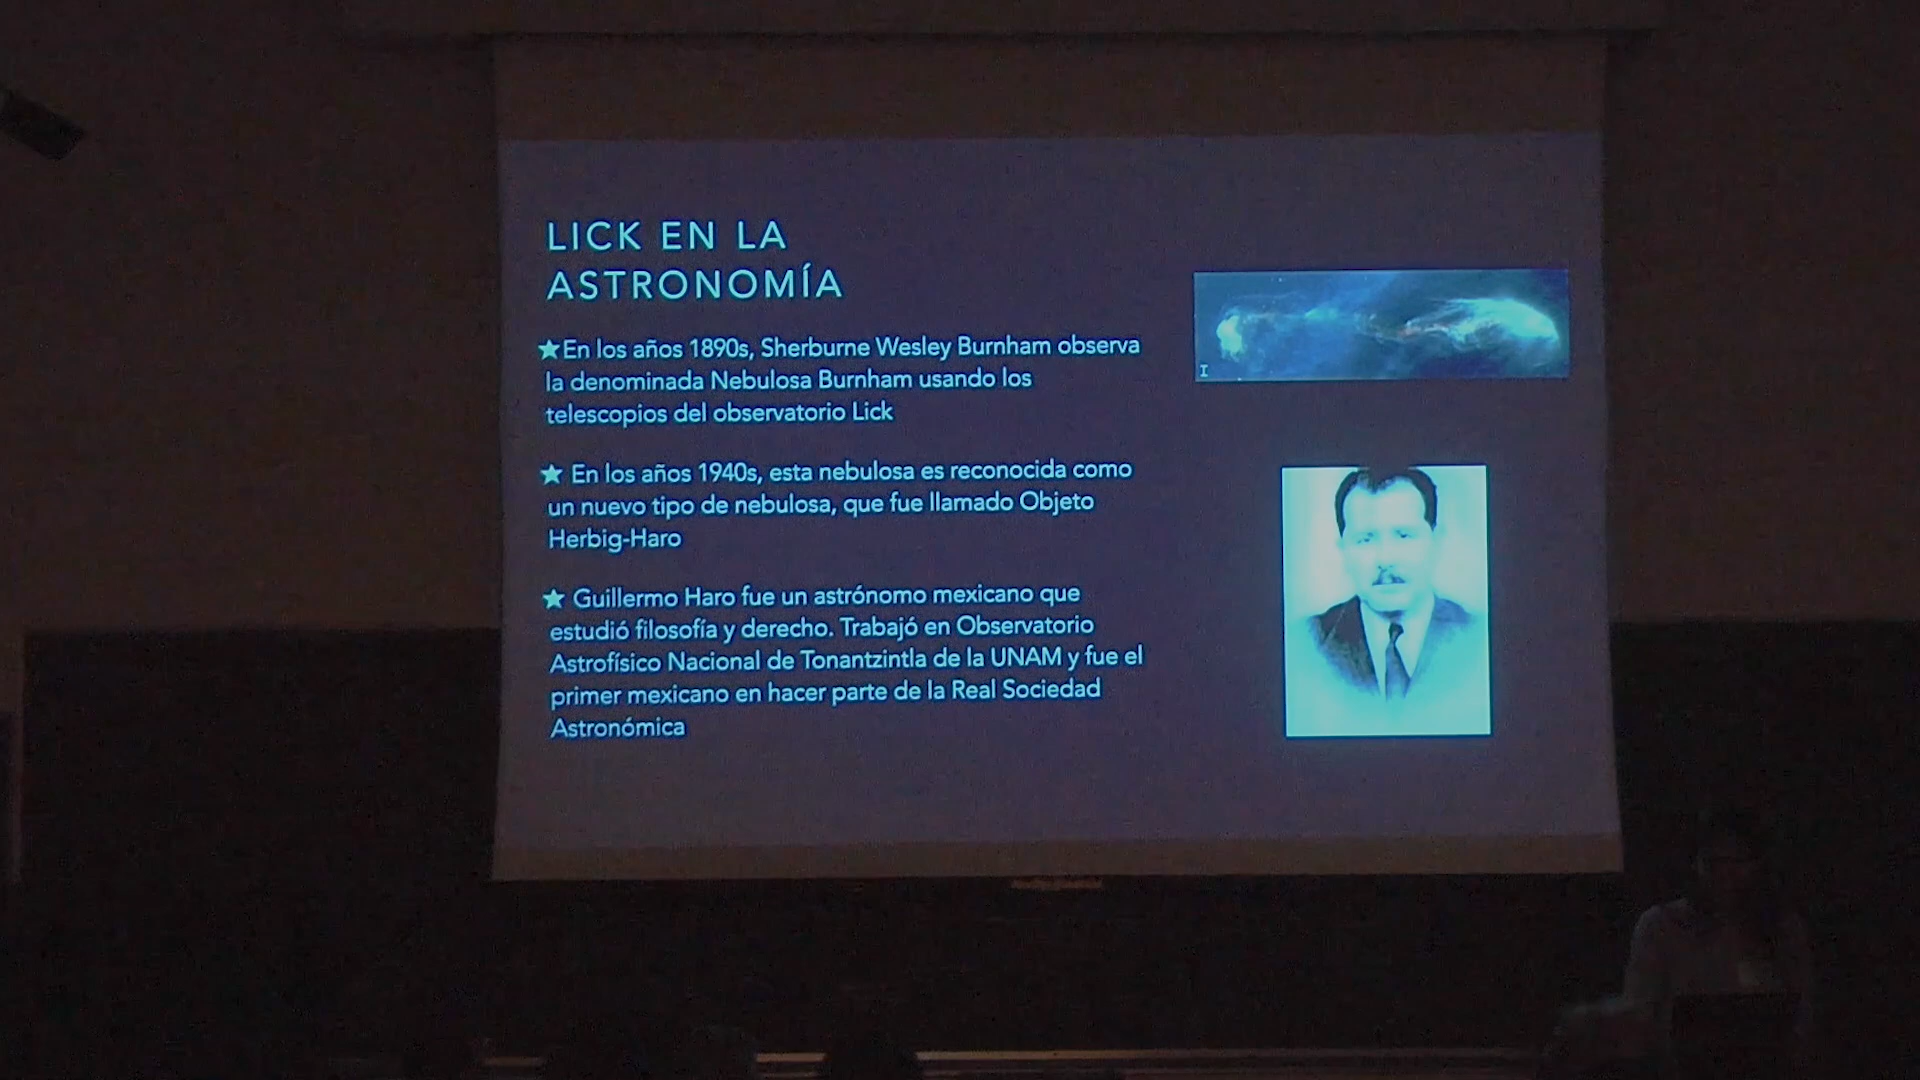 LICK EN LA
ASTRONOMÍA
★En los años 1890s, Sherburne Wesley Burnham observa
la denominada Nebulosa Burnham usando los
telescopios del observatorio Lick
★ En los años 1940s, esta nebulosa es reconocida como
un nuevo tipo de nebulosa, que fue llamado Objeto
Herbig-Haro
★ Guillermo Haro fue un astrónomo mexicano que
estudió filosofía y derecho. Trabajó en Observatorio
Astrofísico Nacional de Tonantzintla de la UNAM y fue el
primer mexicano en hacer parte de la Real Sociedad
Astronómica